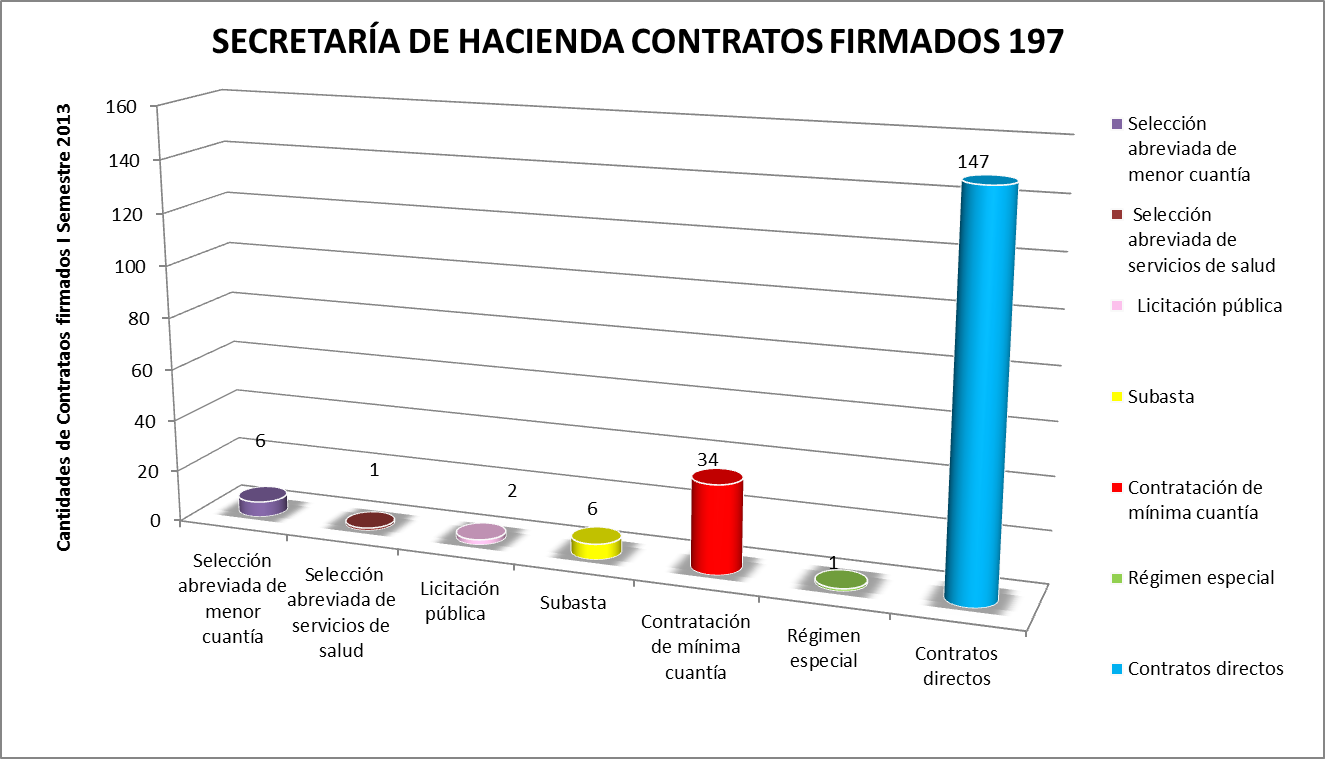 SECRETARÍA DE HACIENDA CONTRATOS FIRMADOS 197
Cantidades de Contrataos firmados I Semestre 2013
160
140
120
100
80
60
40
20
0
6
1
2
6
34
1
147
Selección
abreviada de
menor
cuantía
Selección
abreviada de
servicios de
salud
Licitación
pública
Subasta
Contratación
de mínima
cuantía
Régimen
especial
Contratos
directos
Selección
abreviada de
menor cuantía
Selección
abreviada de
servicios de salud
Licitación pública
Subasta
Contratación de
mínima cuantía
Régimen especial
Contratos directos